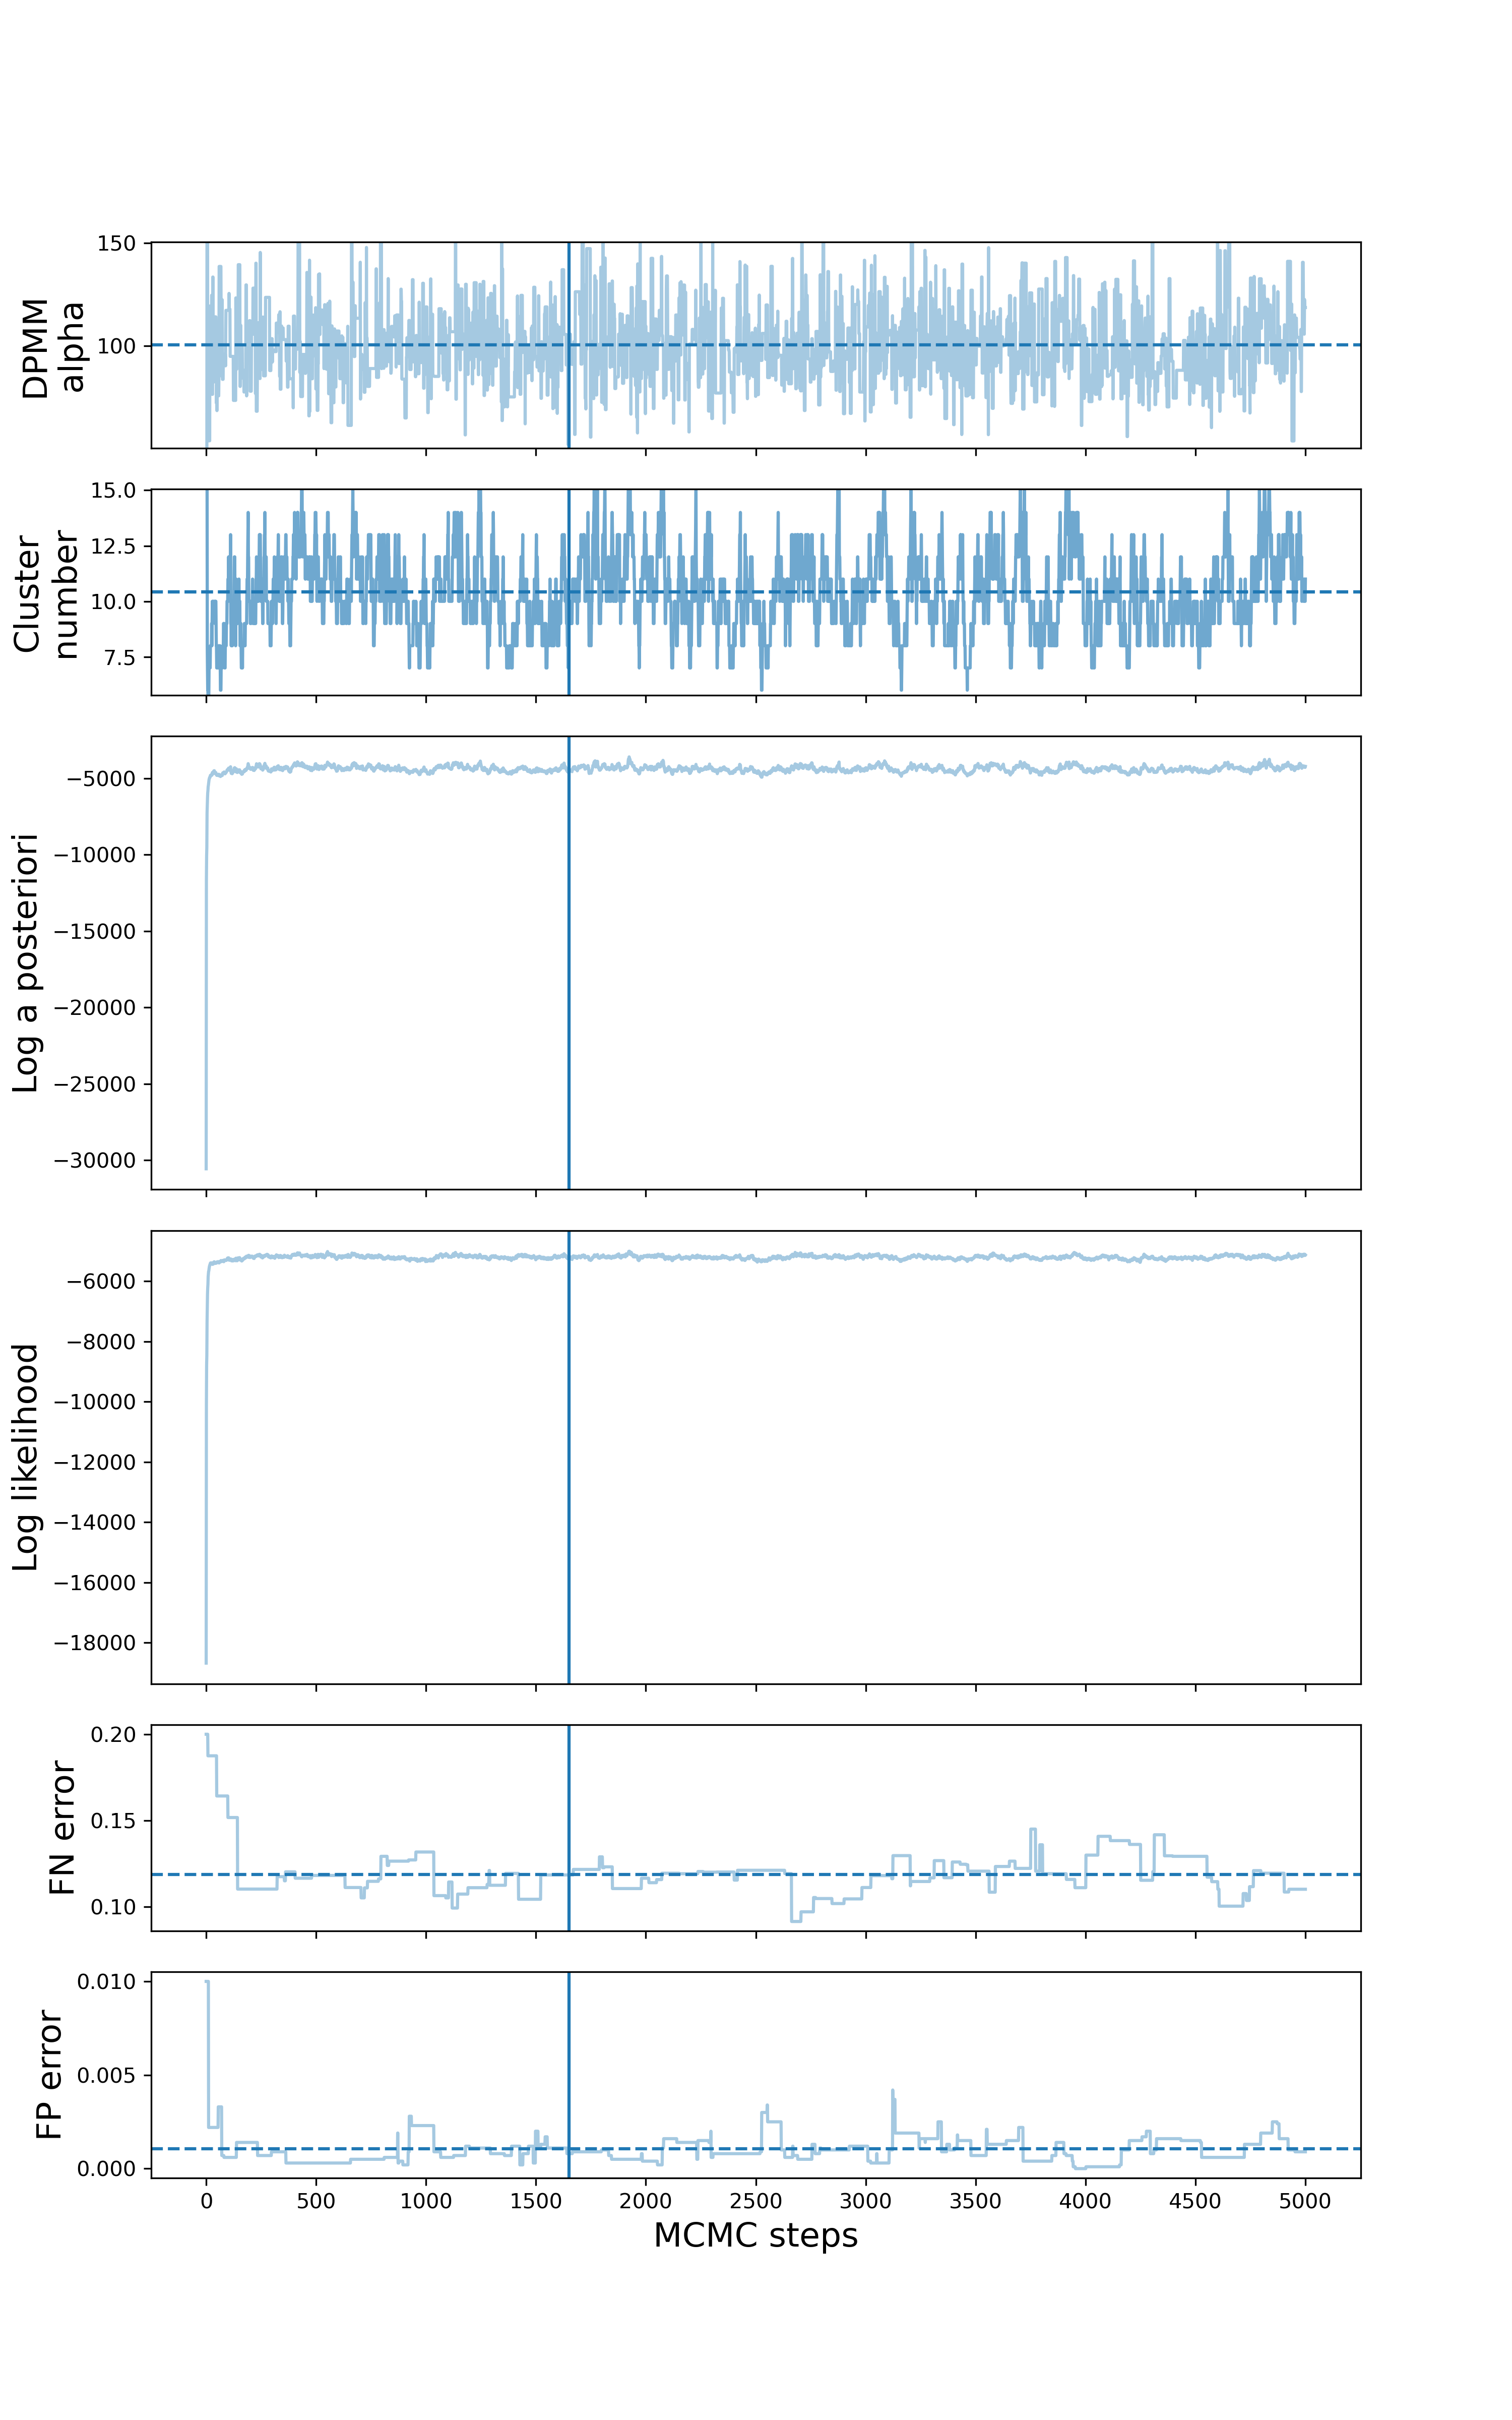 DPMM
alpha
150
100
Cluster
number
15.0
12.5
10.0
7.5
Log a posteriori
−5000
−10000
−15000
−20000
−25000
−30000
Log likelihood
−6000
−8000
−10000
−12000
−14000
−16000
−18000
FN error
0.20
0.15
0.10
FP error
0.010
0.005
0.000
0 500 1000 1500 2000 2500 3000 3500 4000 4500 5000
MCMC steps